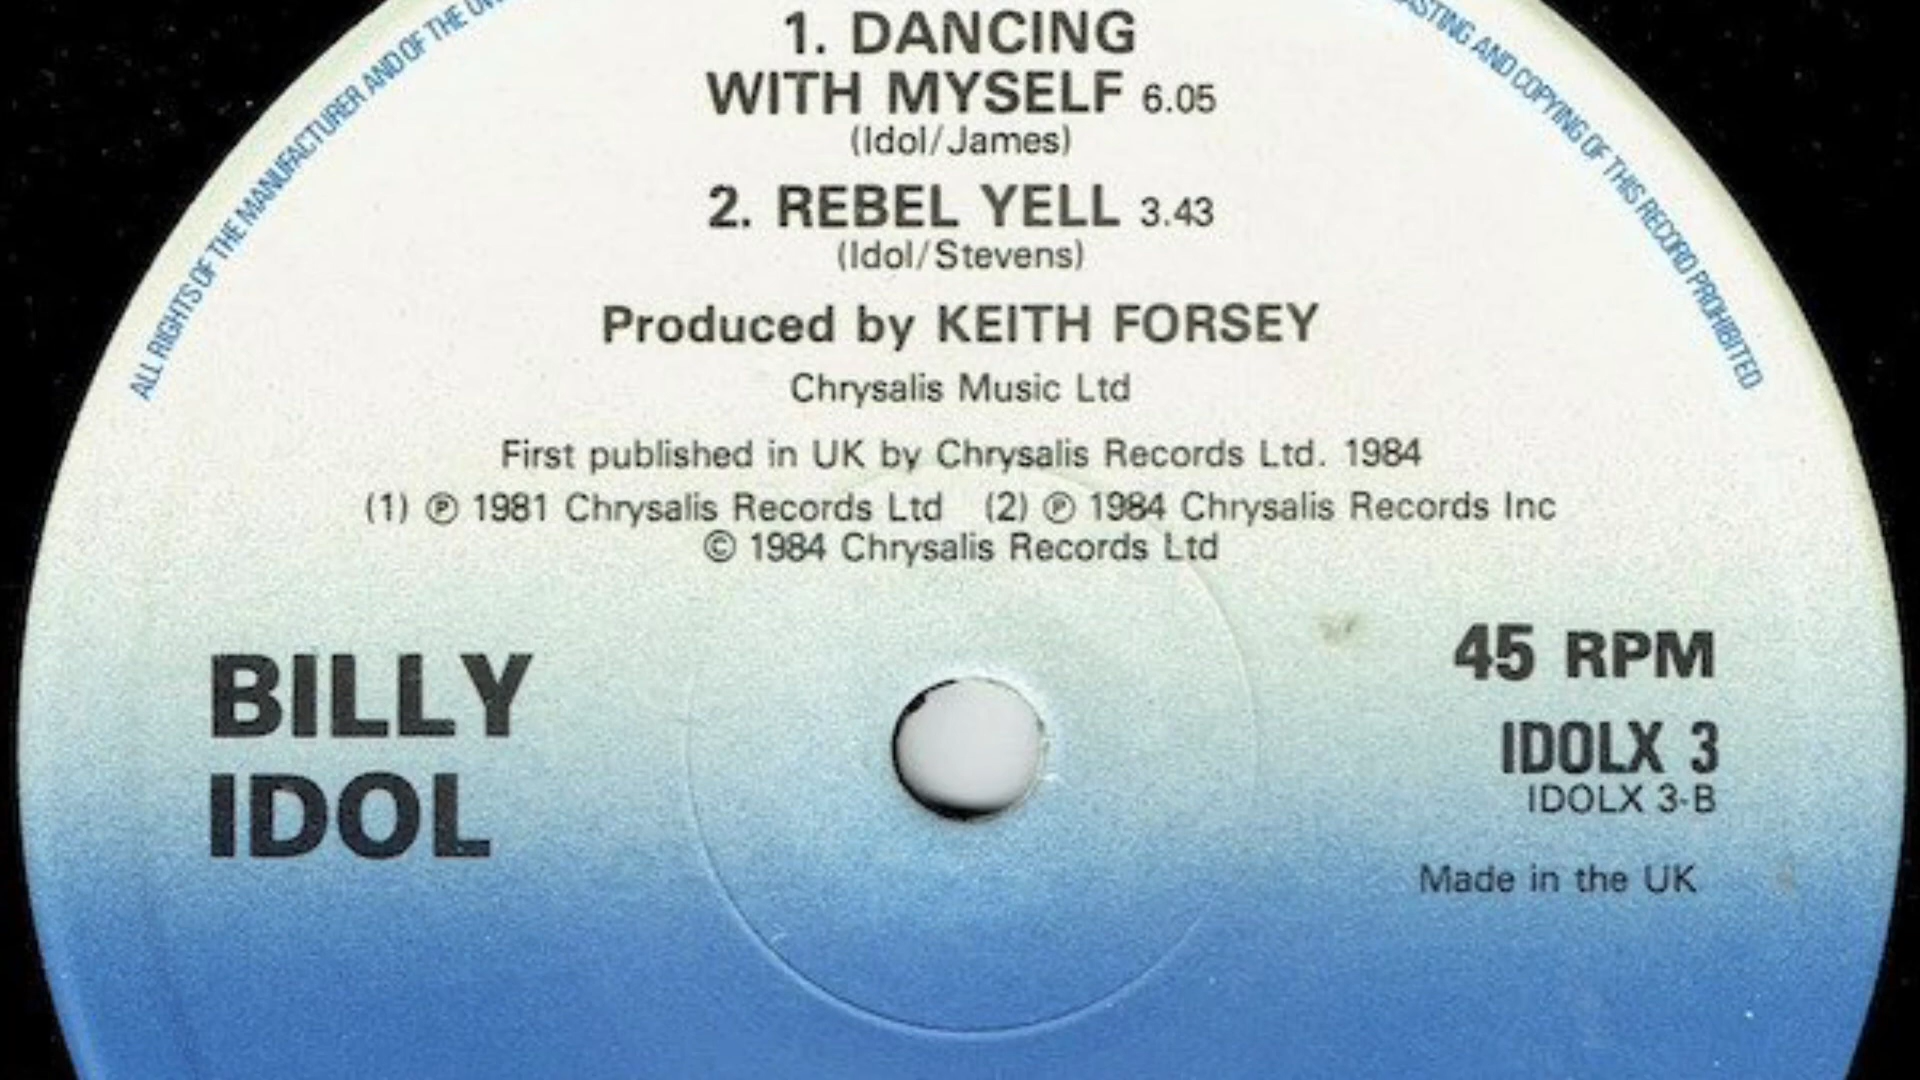 1. DANCING
WITH MYSELF 6.05
(Idol/James)
2. REBEL YELL 3.43
(Idol/Stevens)
Produced by KEITH FORSEY
Chrysalis Music Ltd
First published in UK by Chrysalis Records Ltd. 1984
(1) ℗ 1981 Chrysalis Records Ltd (2) ℗ 1984 Chrysalis Records Inc
© 1984 Chrysalis Records Ltd
ALL RIGHTS OF THE MANUFACTURER AND OF THE
AND COPYING OF THIS RECORD PROHIBITED
BILLY
IDOL
45 RPM
IDOLX 3
IDOLX 3-B
Made in the UK